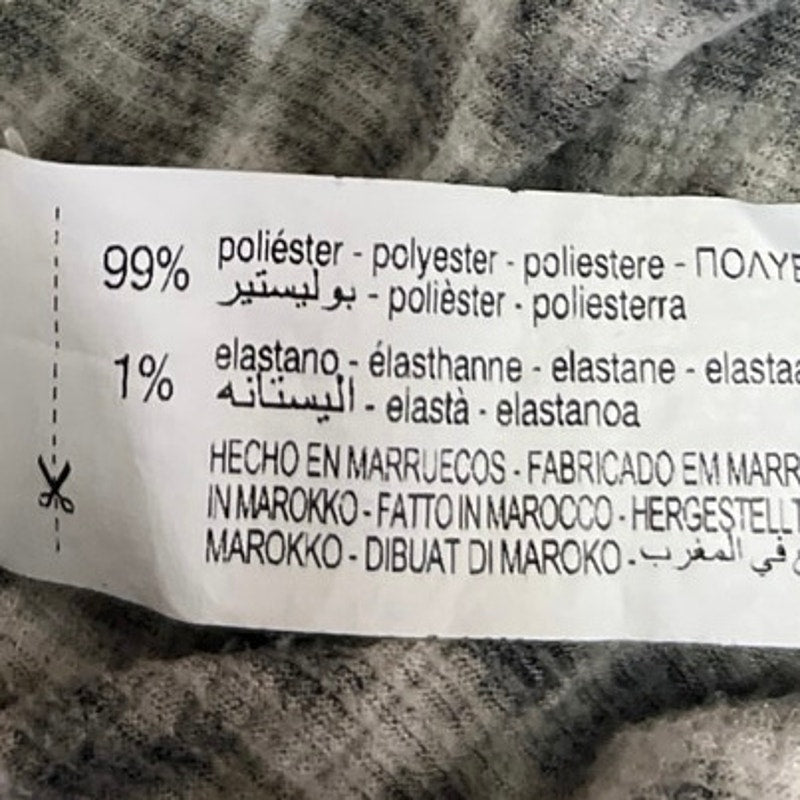 99% poliéster - polyester - poliestere - ΠΟΛΥΕ
بوليستير - polièster - poliesterra
1% elastano - élasthanne - elastane - elastaa
اليستانه - elastà - elastanoa
HECHO EN MARRUECOS - FABRICADO EM MARR
IN MAROKKO - FATTO IN MAROCCO - HERGESTELLT
MAROKKO - DIBUAT DI MAROKO - في المغرب